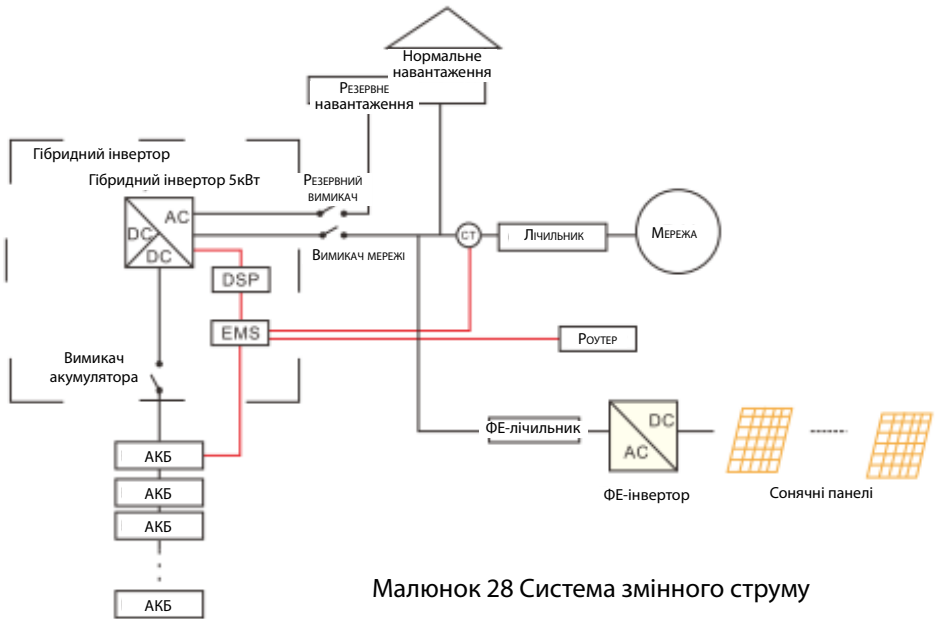 Нормальне
навантаження
Резервне
навантаження
Гібридний інвертор
Гібридний інвертор 5кВт
Резервний
вимикач
AC
DC
DC
Вимикач мережі
CT
Лічильник
Мережа
DSP
EMS
Роутер
Вимикач
акумулятора
ФЕ-лічильник
DC
AC
ФЕ-інвертор
Сонячні панелі
АКБ
АКБ
АКБ
АКБ
Малюнок 28 Система змінного струму